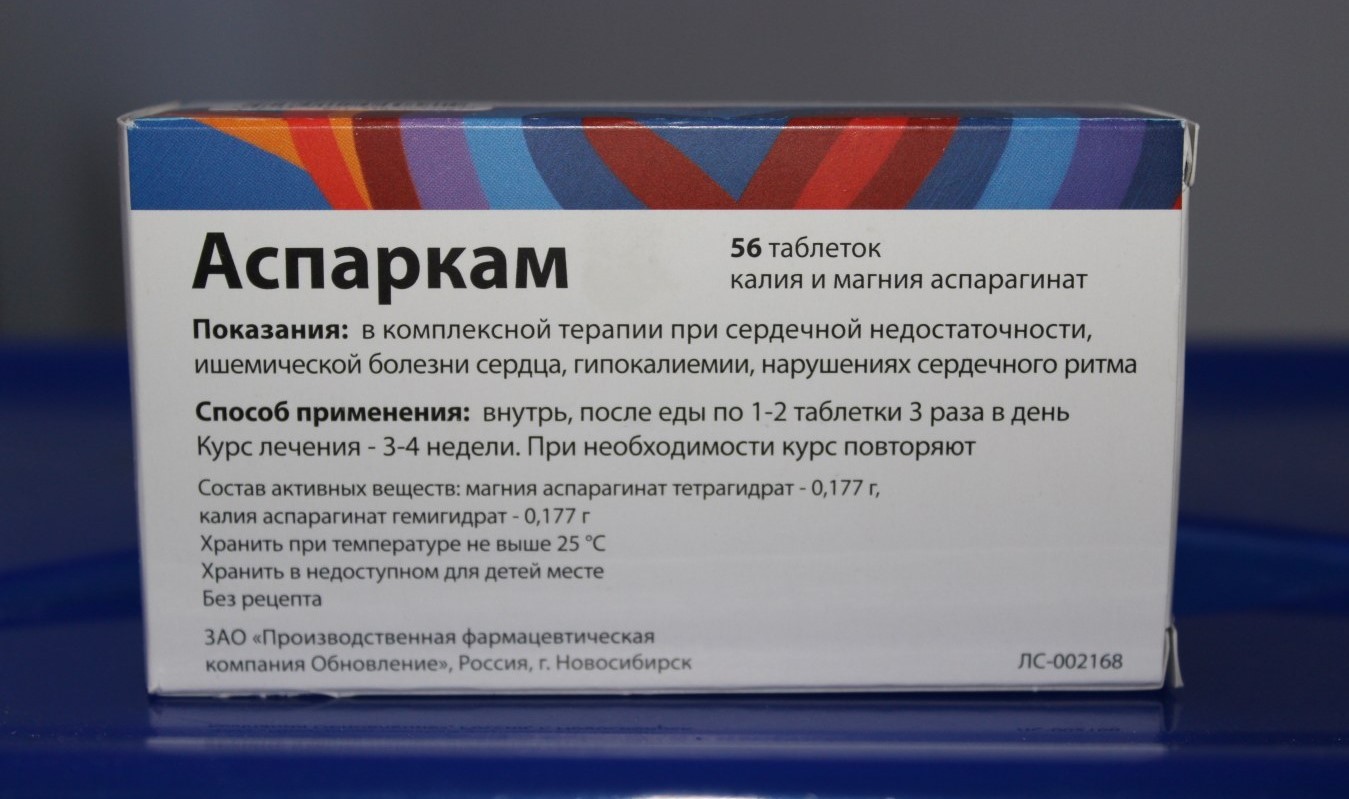 Аспаркам
56 таблеток
калия и магния аспарагинат
Показания: в комплексной терапии при сердечной недостаточности,
ишемической болезни сердца, гипокалиемии, нарушениях сердечного ритма
Способ применения: внутрь, после еды по 1-2 таблетки 3 раза в день
Курс лечения - 3-4 недели. При необходимости курс повторяют
Состав активных веществ: магния аспарагинат тетрагидрат - 0,177 г,
калия аспарагинат гемигидрат - 0,177 г
Хранить при температуре не выше 25 °С
Хранить в недоступном для детей месте
Без рецепта
ЗАО «Производственная фармацевтическая
компания Обновление», Россия, г. Новосибирск
ЛС-002168